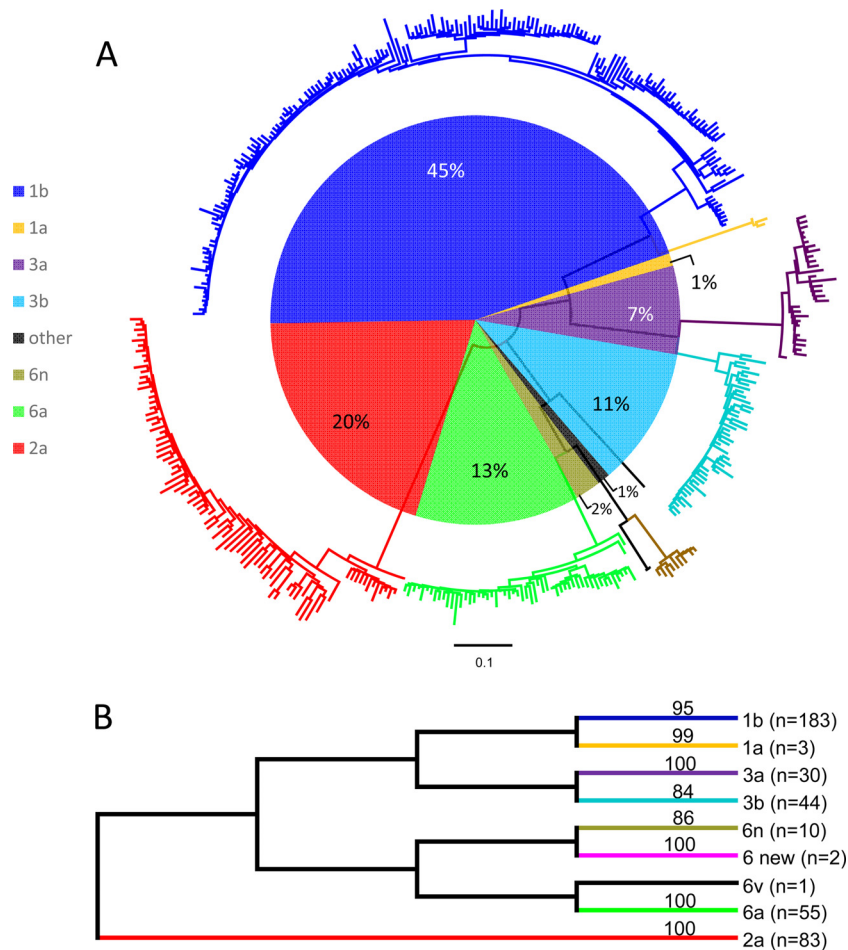 A
45%
1b
1a
3a
3b
other
6n
6a
2a
1%
7%
11%
20%
13%
1%
2%
0.1
B
95
1b (n=183)
99
1a (n=3)
100
3a (n=30)
84
3b (n=44)
86
6n (n=10)
100
6 new (n=2)
6v (n=1)
100
6a (n=55)
100
2a (n=83)